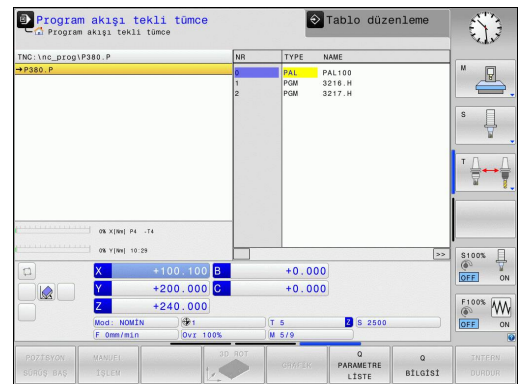 Program akışı tekli tümce
Program akışı tekli tümce
Tablo düzenleme
TNC:\nc_prog\P380.P
→P380.P
NR TYPE NAME
0 PAL PAL100
1 PGM 3216.H
2 PGM 3217.H
0% X[Nm] P4 -T4
0% Y[Nm] 10:29
>>
X +100.100 B +0.000
Y +200.000 C +0.000
Z +240.000
Mod: NOMİN 1 T 5 Z S 2500
F 0mm/min Ovr 100% M 5/9
M
S
T
S100%
OFF ON
F100%
OFF ON
POZİSYON SÜRÜŞ BAŞ
MANUEL İŞLEM
3D ROT
GRAFİK
Q PARAMETRE LİSTE
Q BİLGİSİ
INTERN DURDUR